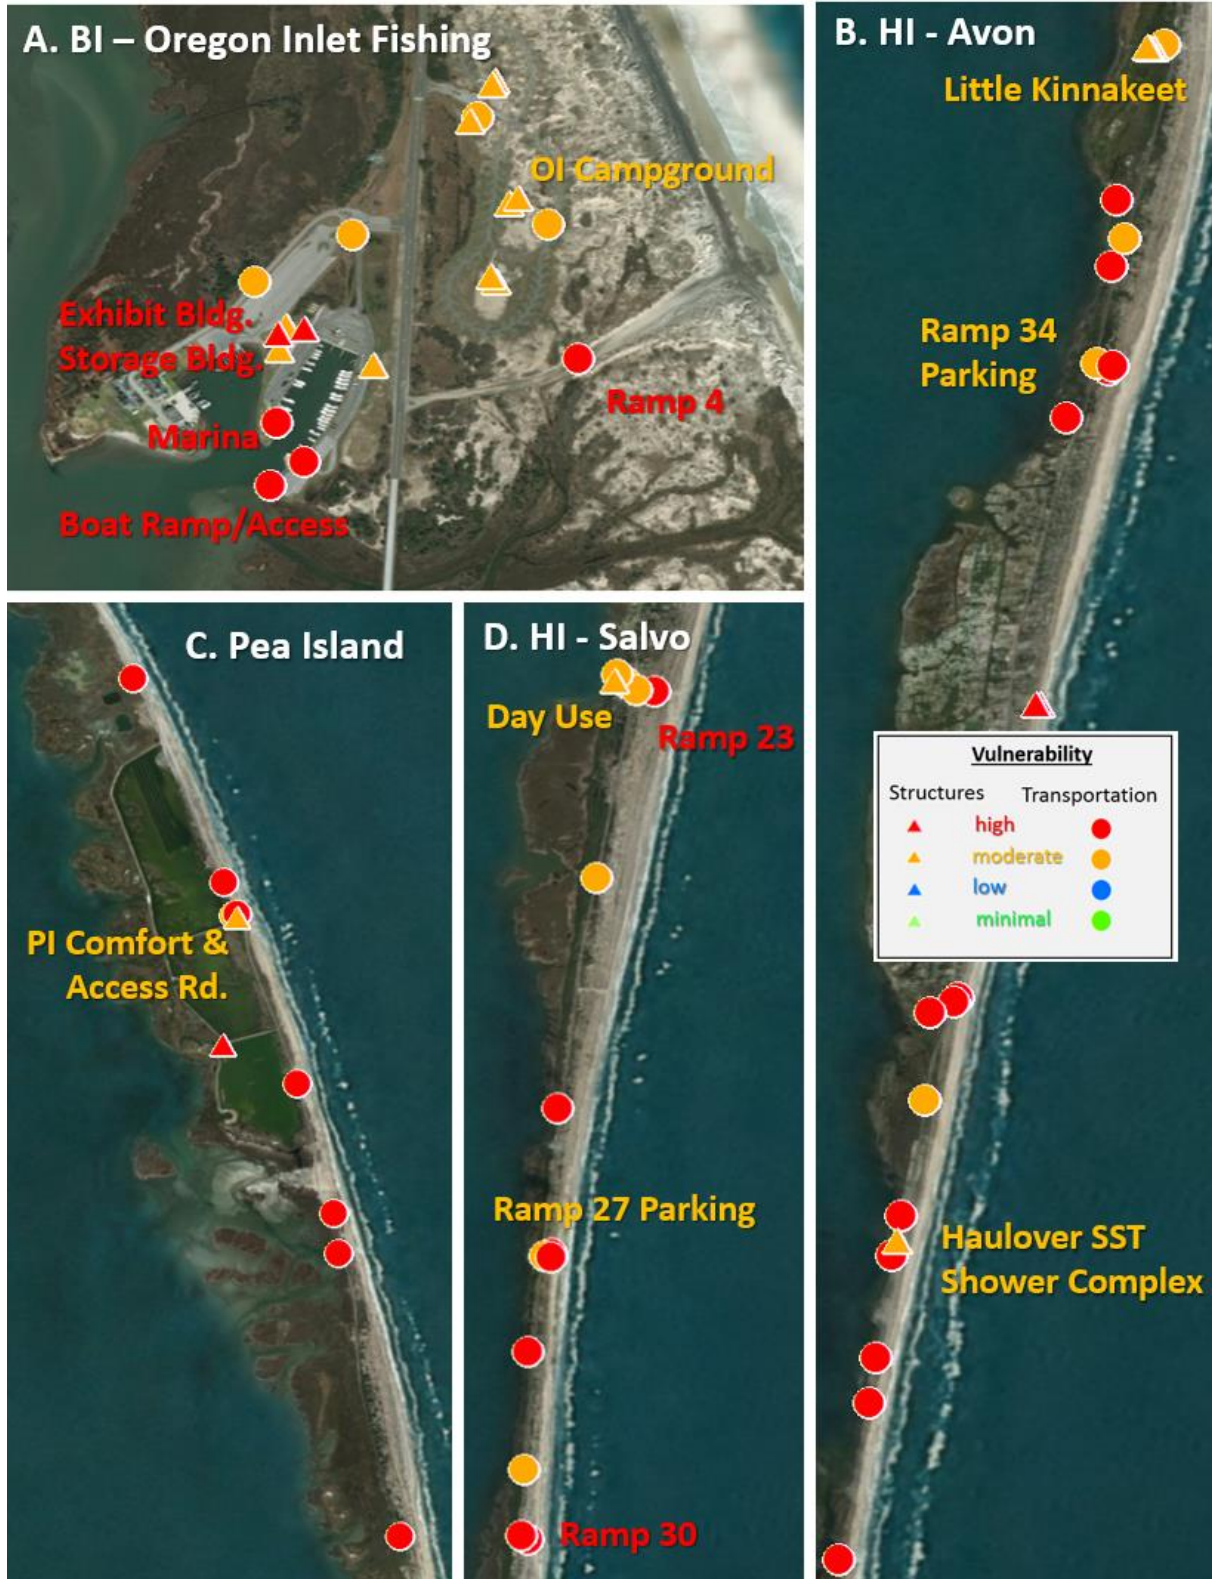 A. BI – Oregon Inlet Fishing
OI Campground
Exhibit Bldg.
Storage Bldg.
Marina
Ramp 4
Boat Ramp/Access
B. HI - Avon
Little Kinnakeet
Ramp 34
Parking
Vulnerability
Structures Transportation
high
moderate
low
minimal
Haulover SST
Shower Complex
C. Pea Island
PI Comfort &
Access Rd.
D. HI - Salvo
Day Use
Ramp 23
Ramp 27 Parking
Ramp 30